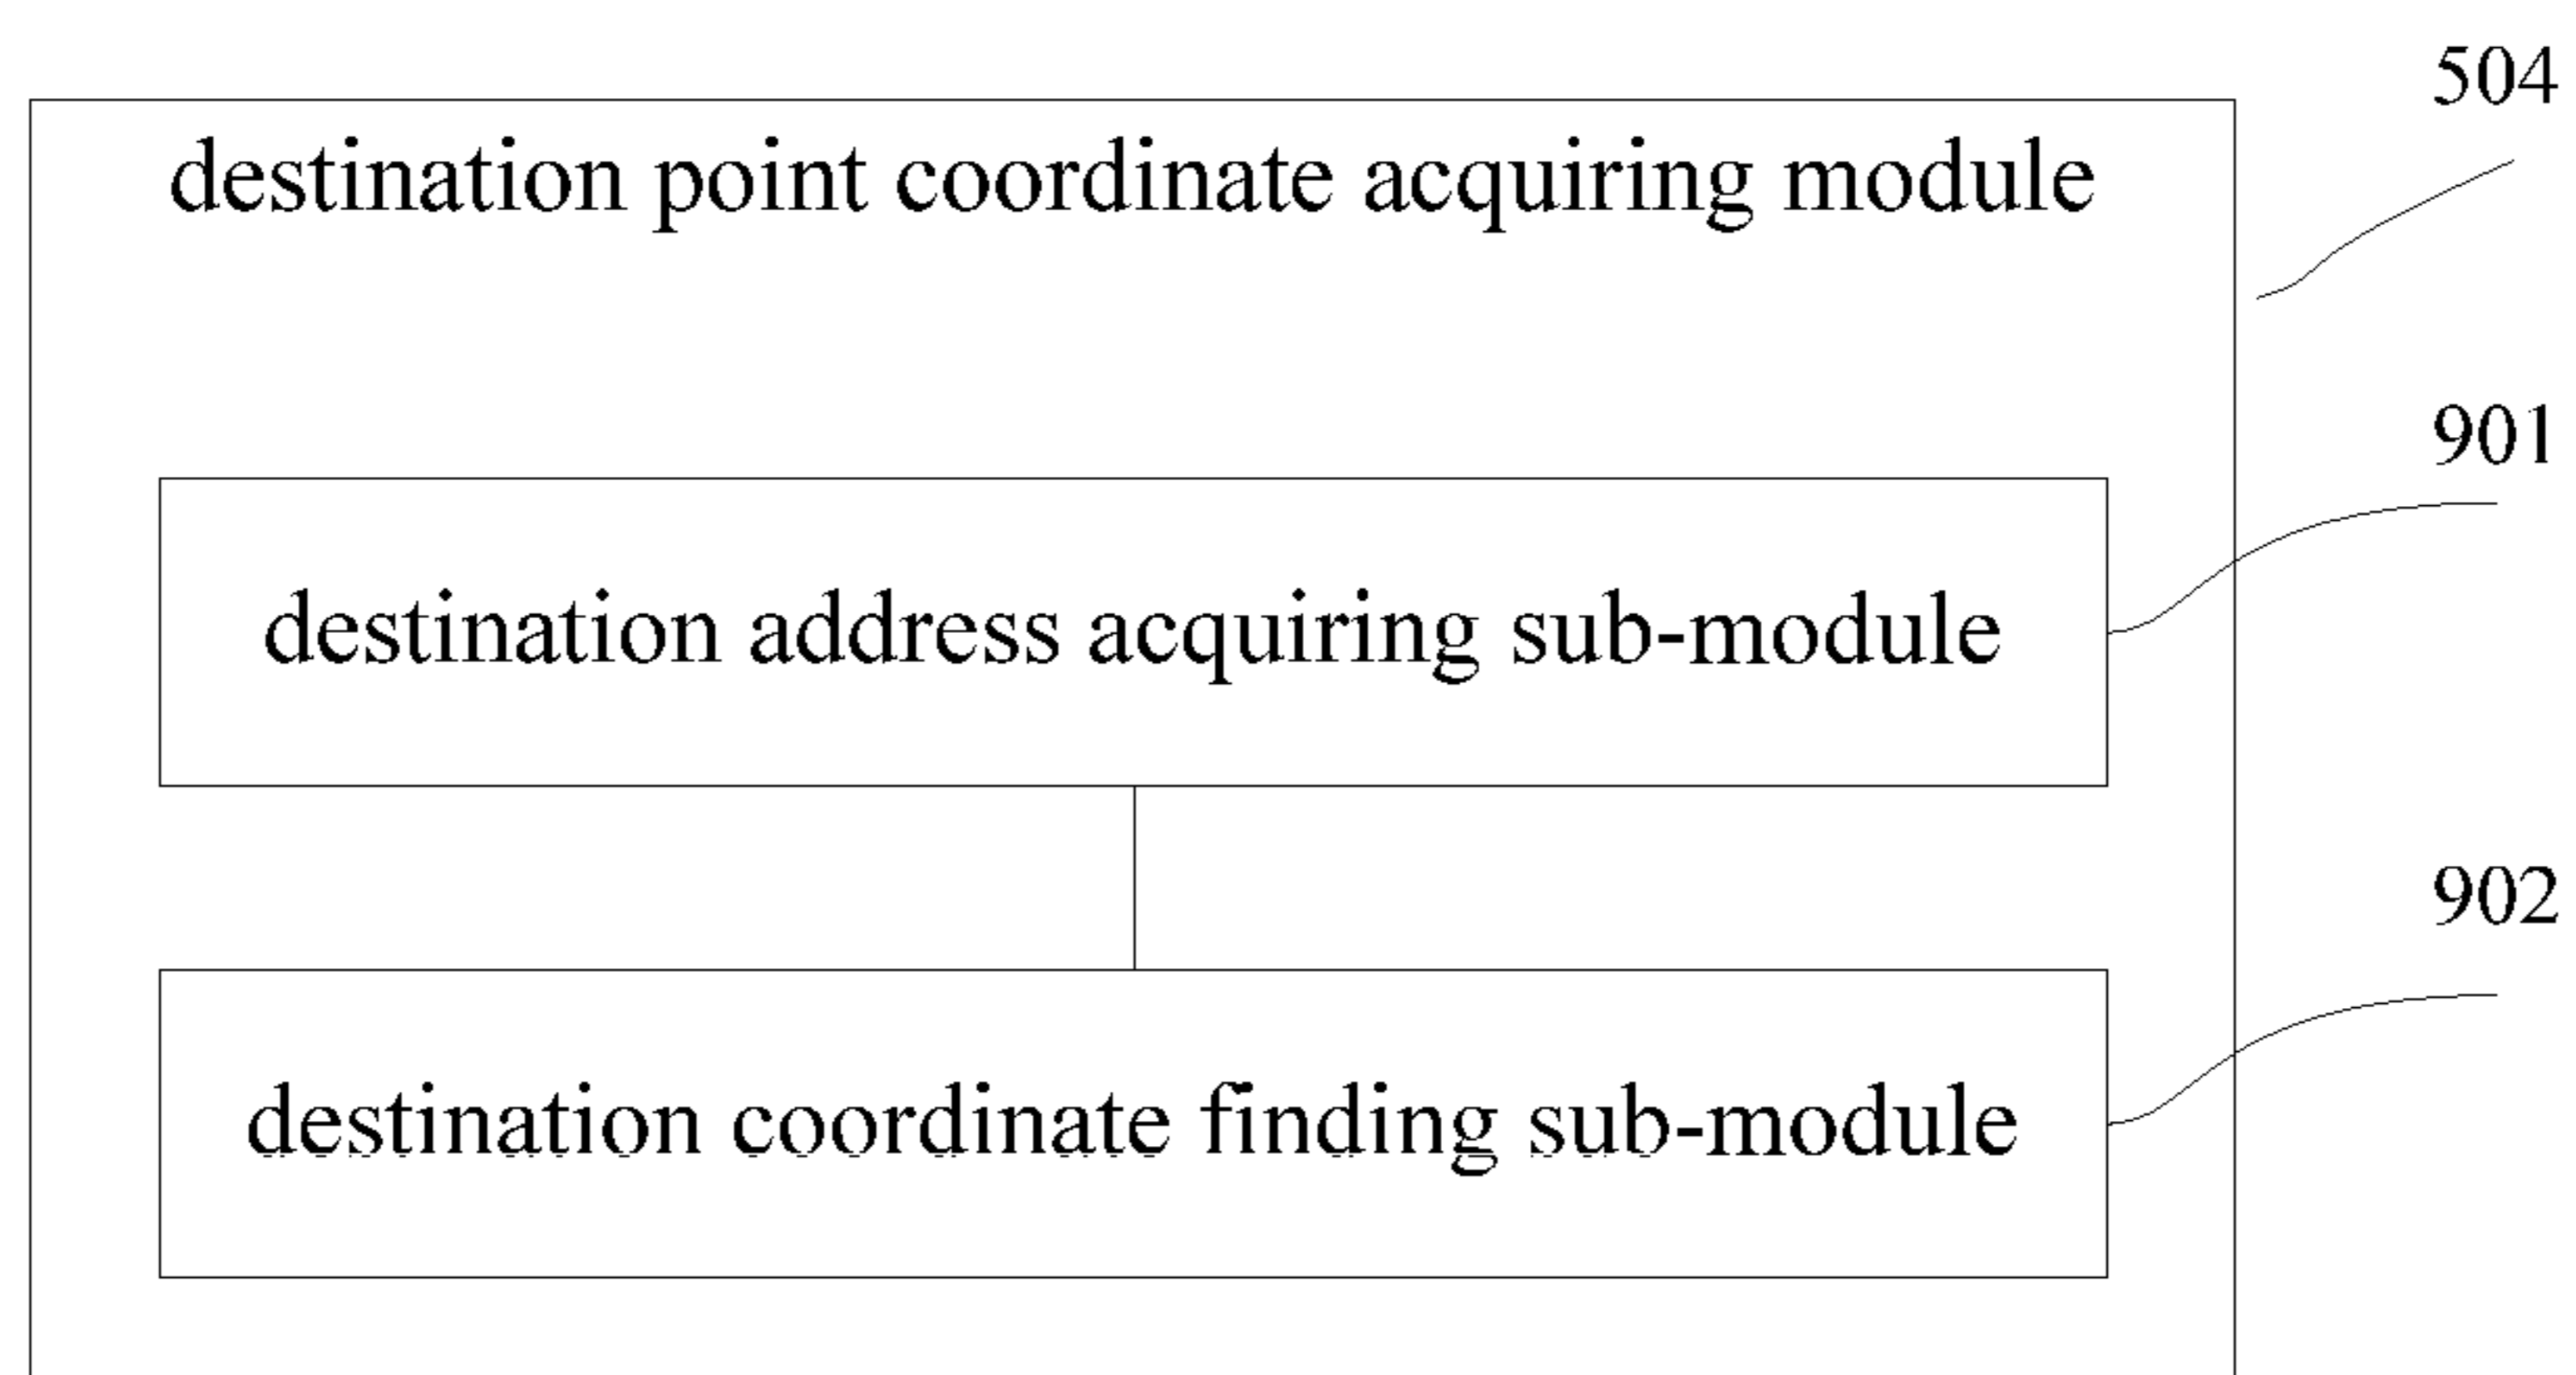 504
destination point coordinate acquiring module
901
destination address acquiring sub-module
902
destination coordinate finding sub-module